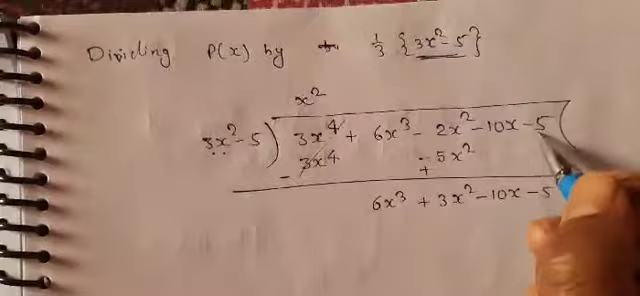 Dividing P(x) by 1/3 {3x² - 5}
x²
3x² - 5 ) 3x⁴ + 6x³ - 2x² - 10x - 5 (
- 3x⁴ -+ 5x²
6x³ + 3x² - 10x - 5